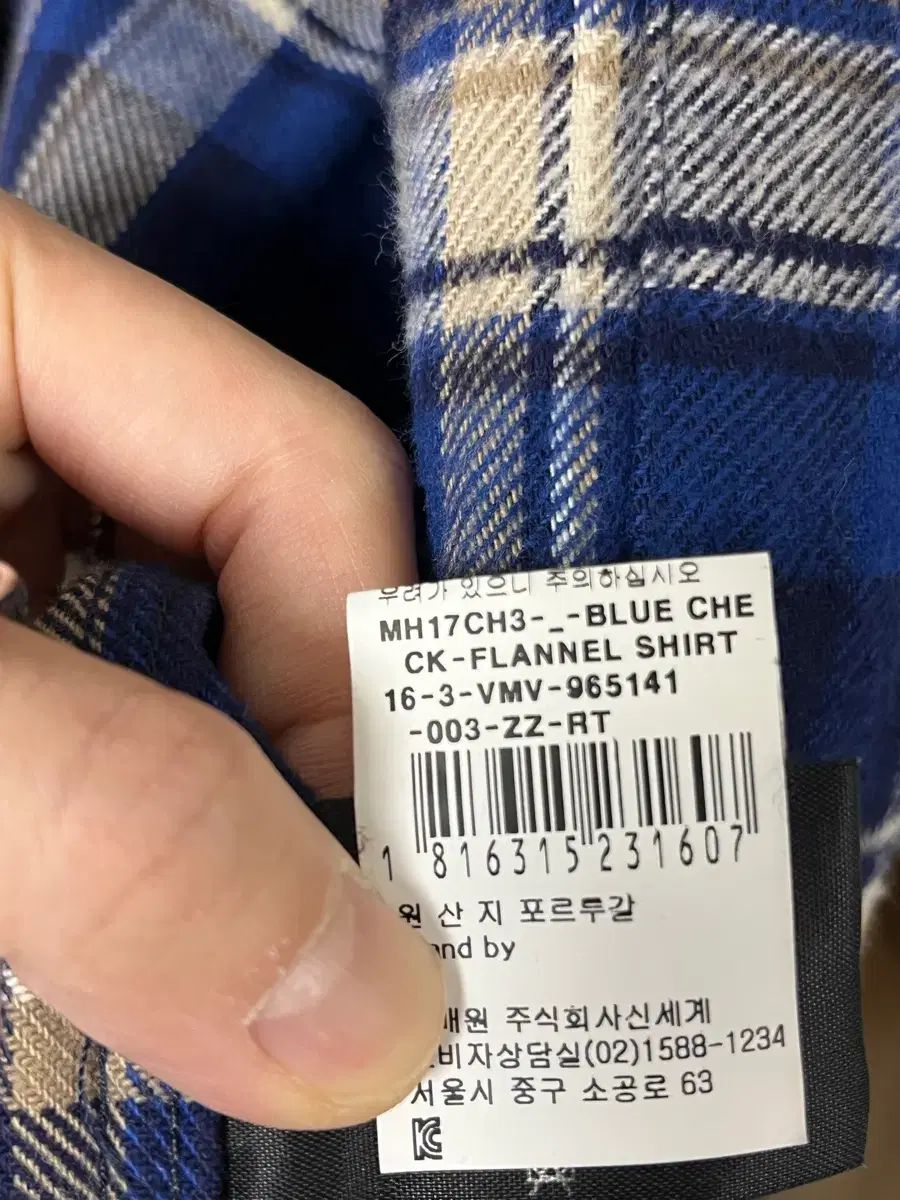 우려가 있으니 주의하십시오
MH17CH3-_-BLUE CHE
CK-FLANNEL SHIRT
16-3-VMV-965141
-003-ZZ-RT
1 816315 231607
원 산 지 포르투갈
and by
매원 주식회사신세계
비자상담실(02)1588-1234
서울시 중구 소공로 63